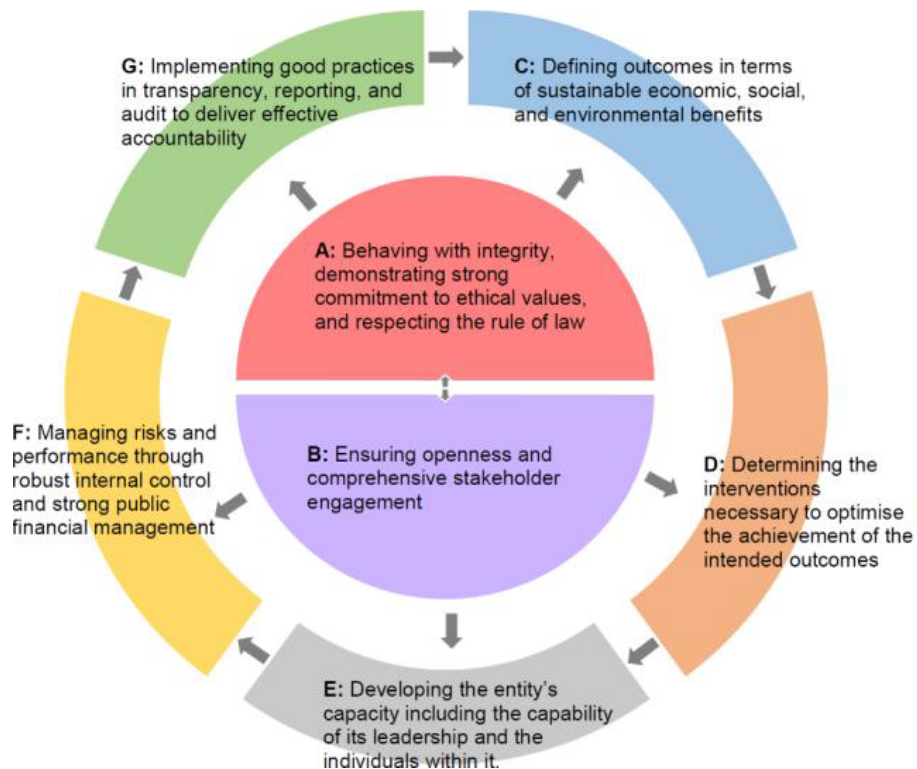 G: Implementing good practices
in transparency, reporting, and
audit to deliver effective
accountability
C: Defining outcomes in terms
of sustainable economic, social,
and environmental benefits
A: Behaving with integrity,
demonstrating strong
commitment to ethical values,
and respecting the rule of law
F: Managing risks and
performance through
robust internal control
and strong public
financial management
B: Ensuring openness and
comprehensive stakeholder
engagement
D: Determining the
interventions
necessary to optimise
the achievement of the
intended outcomes
E: Developing the entity's
capacity including the capability
of its leadership and the
individuals within it.